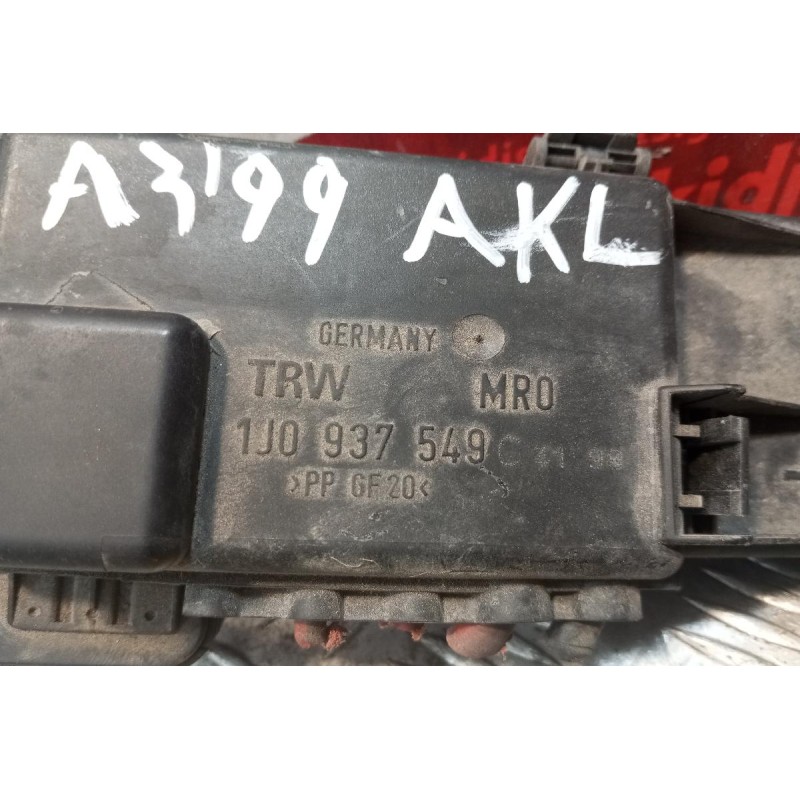 A3'99 AKL
GERMANY
TRW MRO
1J0 937 549 C
>PP GF20<